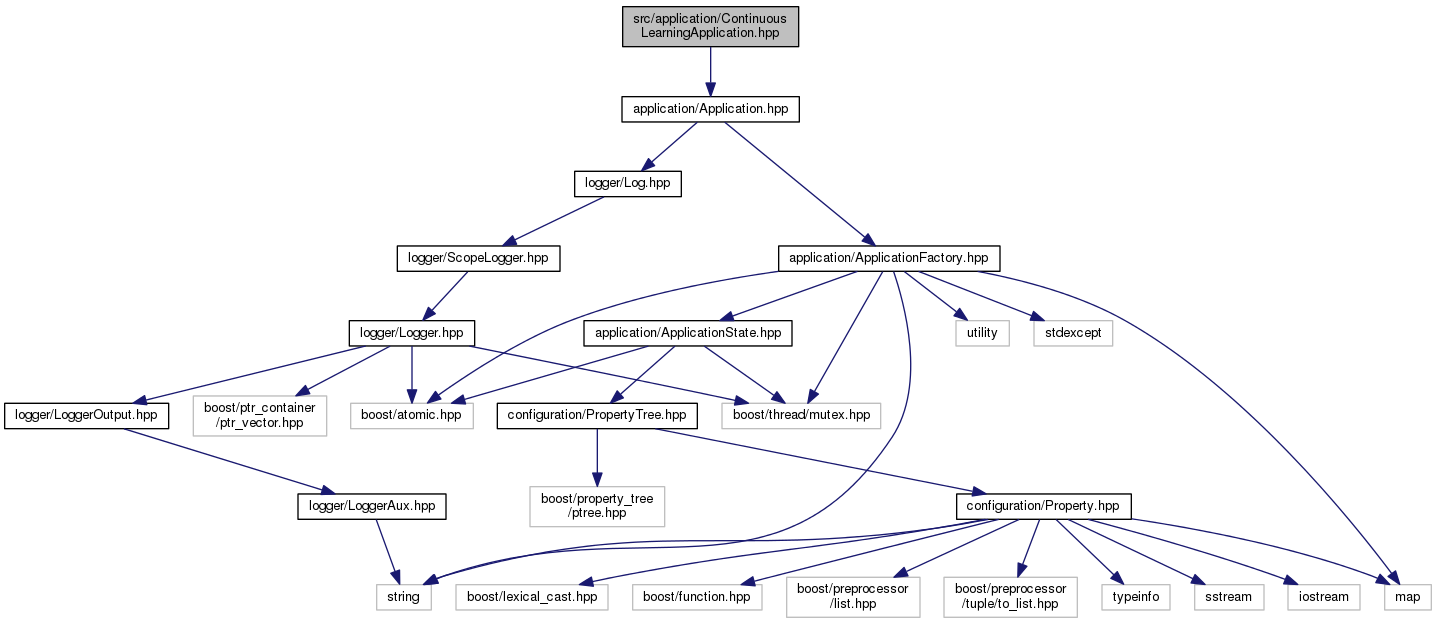 src/application/Continuous
LearningApplication.hpp
application/Application.hpp
logger/Log.hpp
logger/ScopeLogger.hpp
application/ApplicationFactory.hpp
logger/Logger.hpp
application/ApplicationState.hpp
utility
stdexcept
logger/LoggerOutput.hpp
boost/ptr_container
/ptr_vector.hpp
boost/atomic.hpp
configuration/PropertyTree.hpp
boost/thread/mutex.hpp
logger/LoggerAux.hpp
boost/property_tree
/ptree.hpp
configuration/Property.hpp
string
boost/lexical_cast.hpp
boost/function.hpp
boost/preprocessor
/list.hpp
boost/preprocessor
/tuple/to_list.hpp
typeinfo
sstream
iostream
map